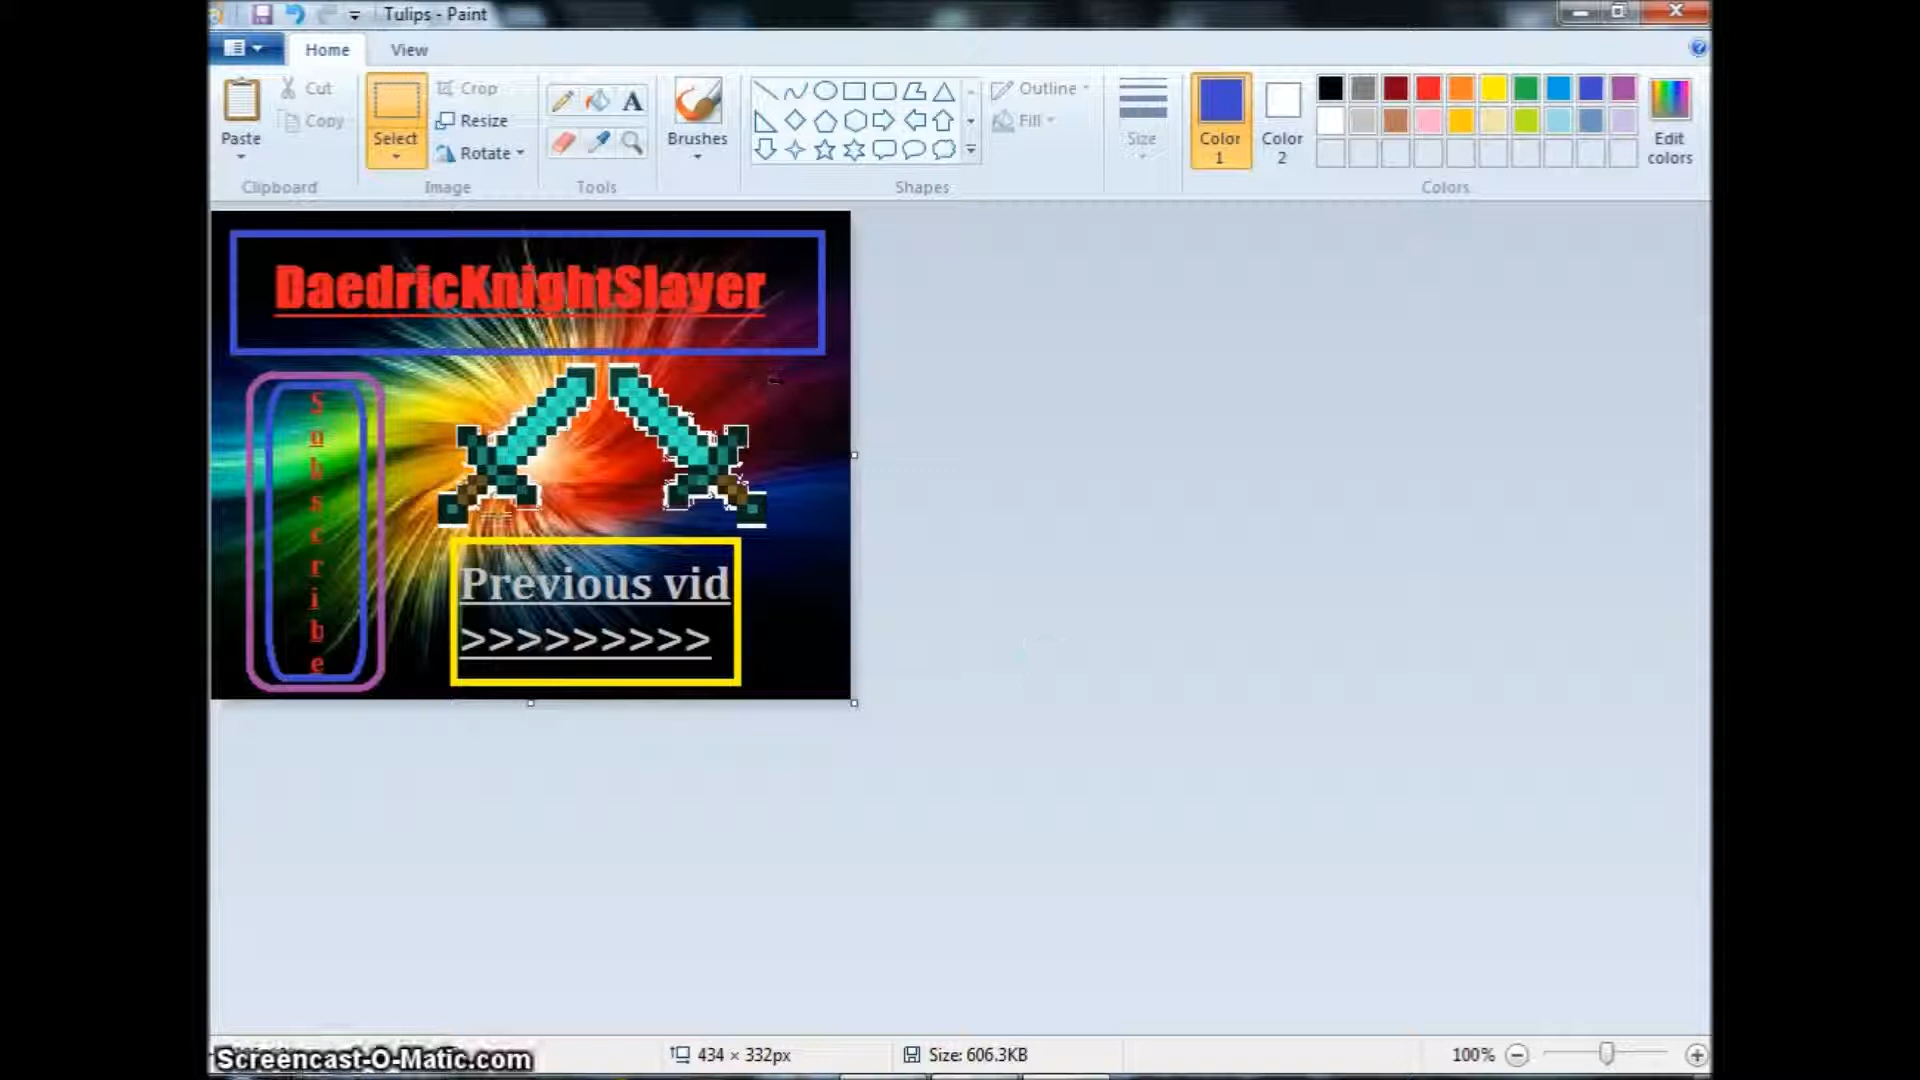 Tulips - Paint
Home
View
Paste
Cut
Copy
Clipboard
Select
Crop
Resize
Rotate
Image
A
Tools
Brushes
Shapes
Outline
Fill
Size
Color
1
Color
2
Edit
colors
Colors
DaedricKnightSlayer
S
u
b
s
c
r
i
b
e
Previous vid
>>>>>>>>>
Screencast-O-Matic.com
434 × 332px
Size: 606.3KB
100%